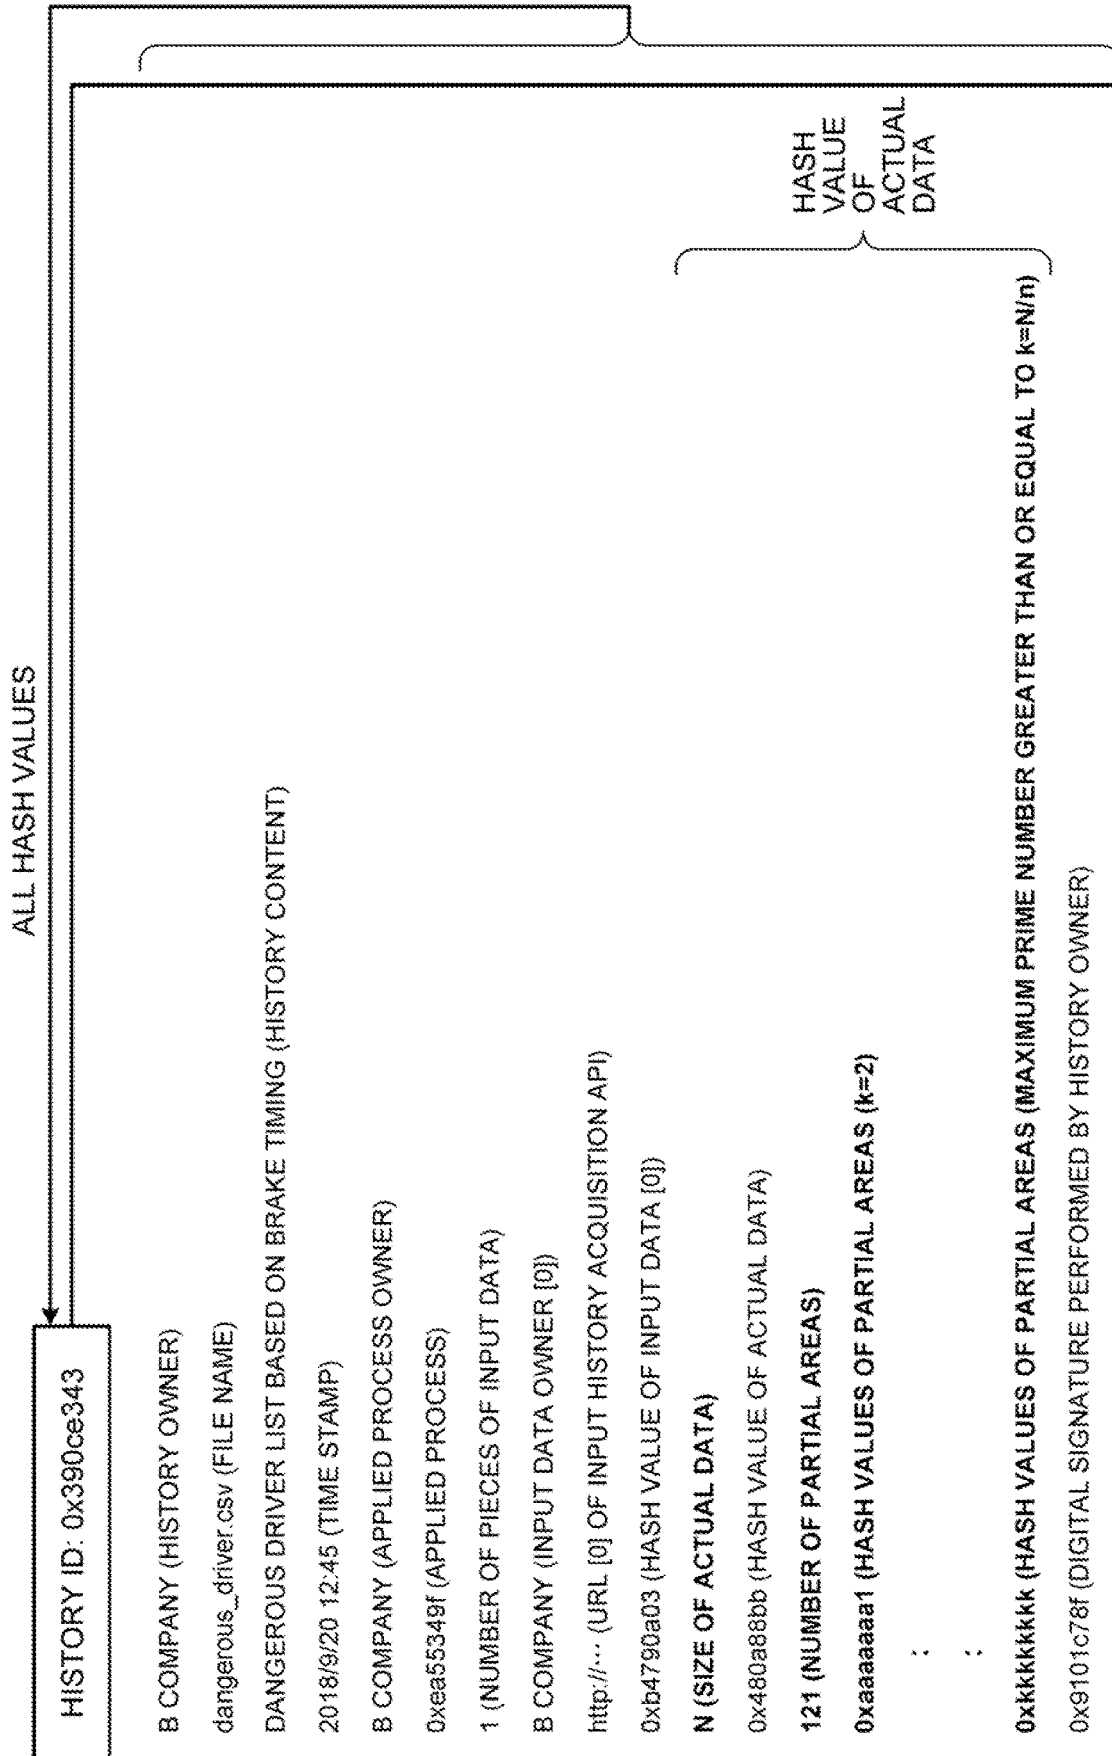 ALL HASH VALUES
HISTORY ID: 0x390ce343
B COMPANY (HISTORY OWNER)
dangerous_driver.csv (FILE NAME)
DANGEROUS DRIVER LIST BASED ON BRAKE TIMING (HISTORY CONTENT)
2018/9/20 12:45 (TIME STAMP)
B COMPANY (APPLIED PROCESS OWNER)
0xea55349f (APPLIED PROCESS)
1 (NUMBER OF PIECES OF INPUT DATA)
B COMPANY (INPUT DATA OWNER [0])
http://··· (URL [0] OF INPUT HISTORY ACQUISITION API)
0xb4790a03 (HASH VALUE OF INPUT DATA [0])
N (SIZE OF ACTUAL DATA)
0x480a88bb (HASH VALUE OF ACTUAL DATA)
121 (NUMBER OF PARTIAL AREAS)
0xaaaaaaa1 (HASH VALUES OF PARTIAL AREAS (k=2)
:
:
0xkkkkkkkk (HASH VALUES OF PARTIAL AREAS (MAXIMUM PRIME NUMBER GREATER THAN OR EQUAL TO k=N/n)
0x9101c78f (DIGITAL SIGNATURE PERFORMED BY HISTORY OWNER)
HASH
VALUE
OF
ACTUAL
DATA